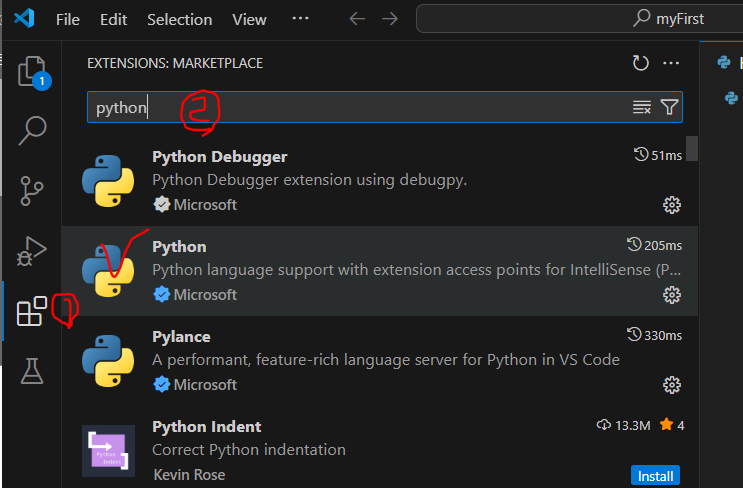 File Edit Selection View ··· myFirst
EXTENSIONS: MARKETPLACE
1
python
2
Python Debugger 51ms
Python Debugger extension using debugpy.
Microsoft
Python 205ms
Python language support with extension access points for IntelliSense (P...
Microsoft
1
Pylance 330ms
A performant, feature-rich language server for Python in VS Code
Microsoft
Python Indent 13.3M 4
Python
Indent
Correct Python indentation
Kevin Rose
Install